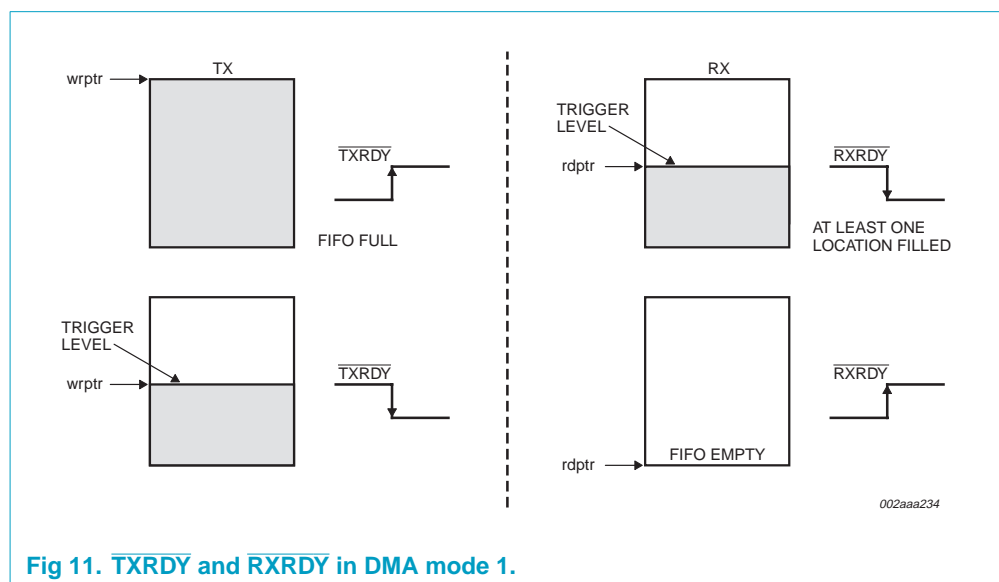 TX
wrptr
TXRDY
FIFO FULL
TRIGGER
LEVEL
wrptr
TXRDY
RX
TRIGGER
LEVEL
rdptr
RXRDY
AT LEAST ONE
LOCATION FILLED
RXRDY
FIFO EMPTY
rdptr
002aaa234
Fig 11. TXRDY and RXRDY in DMA mode 1.